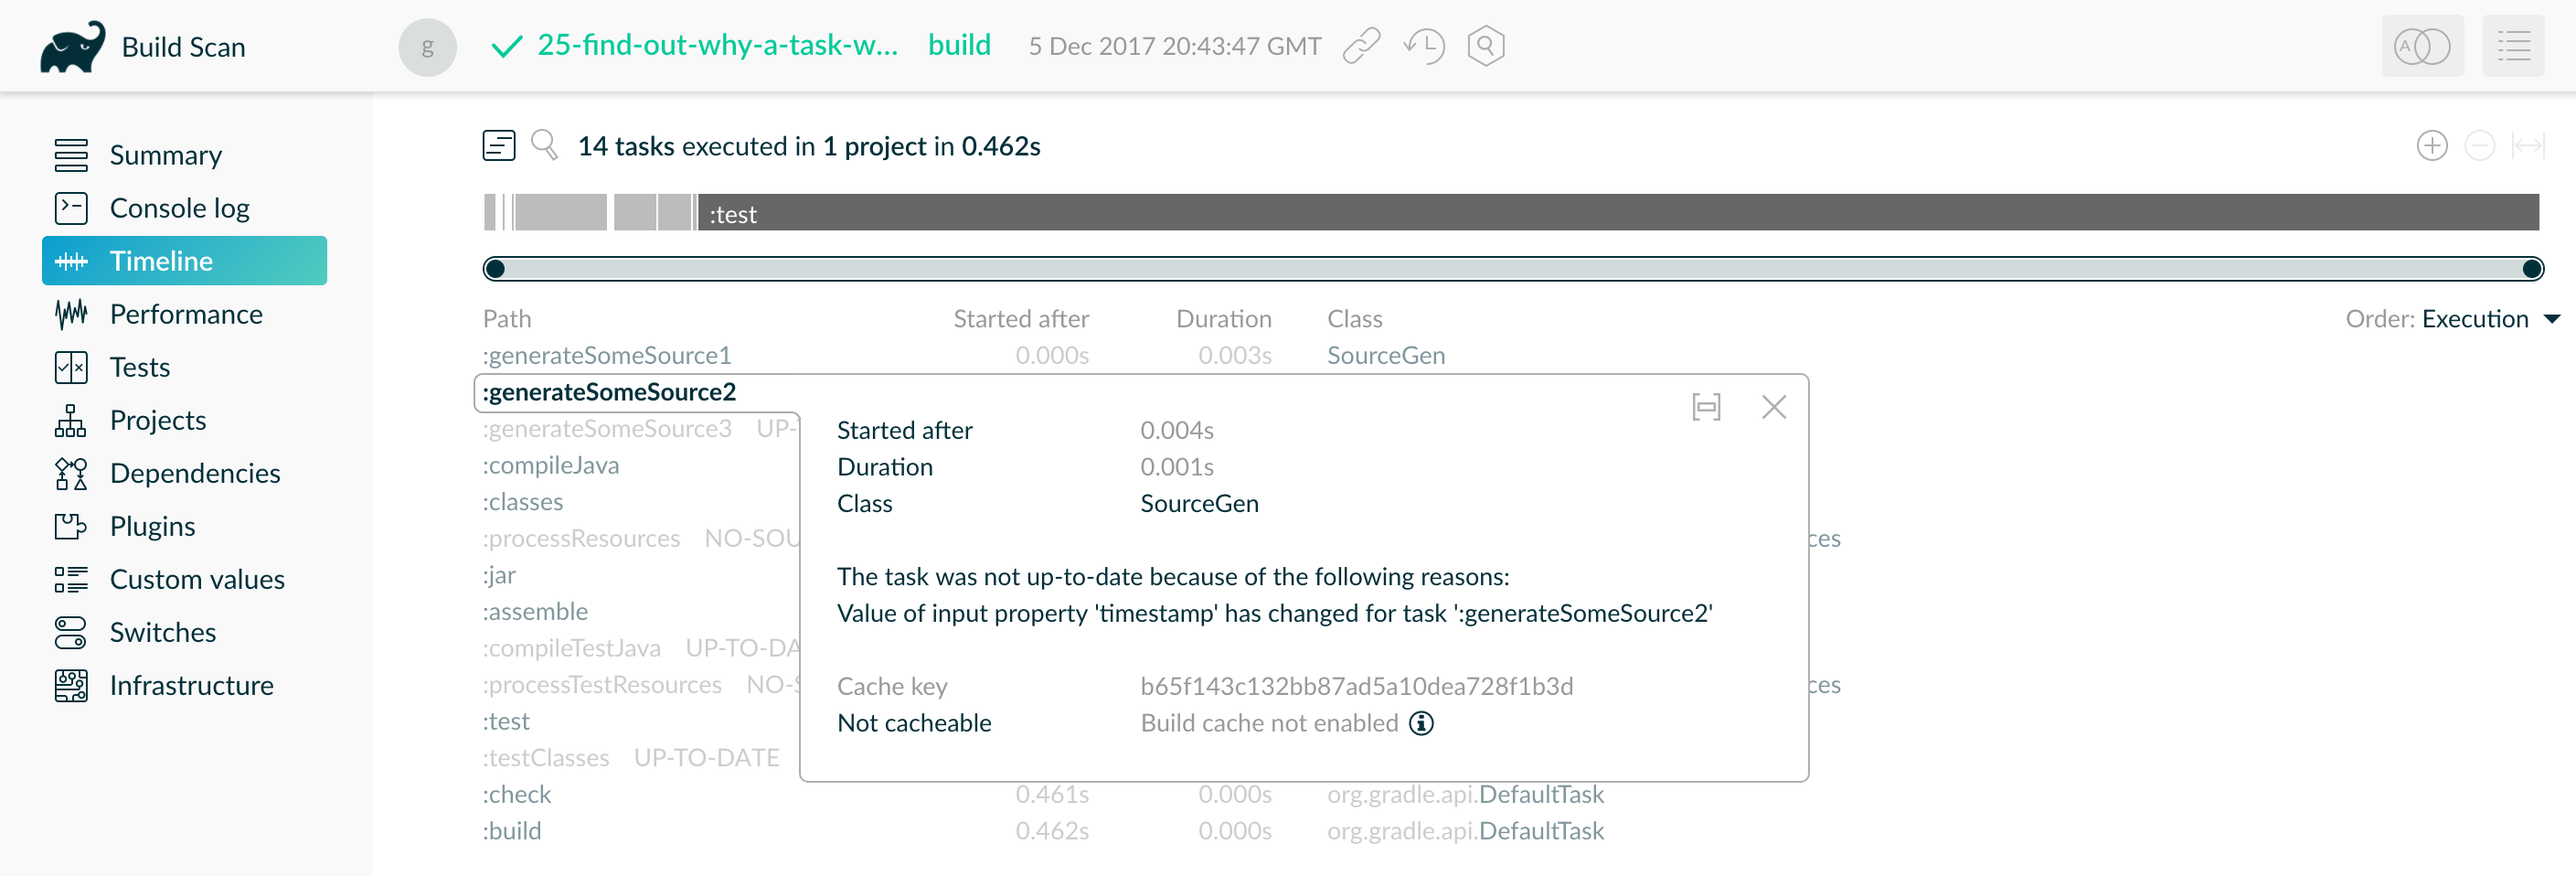 Build Scan
g
25-find-out-why-a-task-w... build 5 Dec 2017 20:43:47 GMT
A
Summary
Console log
Timeline
Performance
Tests
Projects
Dependencies
Plugins
Custom values
Switches
Infrastructure
14 tasks executed in 1 project in 0.462s
:test
Path Started after Duration Class Order: Execution
:generateSomeSource1 0.000s 0.003s SourceGen
:generateSomeSource2
:generateSomeSource3 UP-
:compileJava
:classes
:processResources NO-SOU
:jar
:assemble
:compileTestJava UP-TO-DA
:processTestResources NO-S
:test
:testClasses UP-TO-DATE
Started after 0.004s
Duration 0.001s
Class SourceGen
The task was not up-to-date because of the following reasons:
Value of input property 'timestamp' has changed for task ':generateSomeSource2'
Cache key b65f143c132bb87ad5a10dea728f1b3d
Not cacheable Build cache not enabled
ces
ces
:check 0.461s 0.000s org.gradle.api.DefaultTask
:build 0.462s 0.000s org.gradle.api.DefaultTask